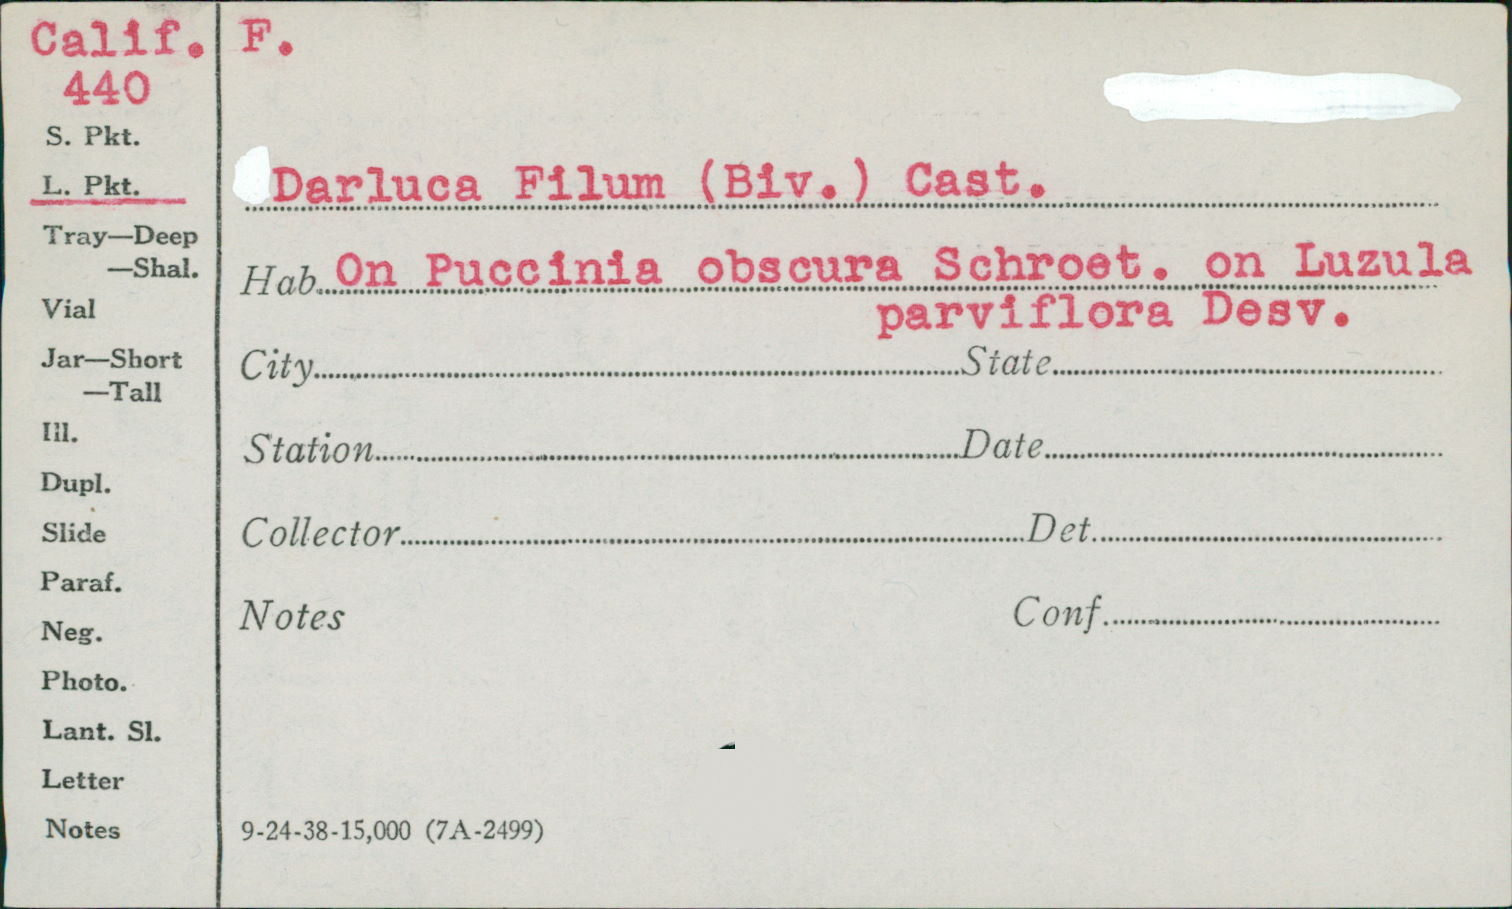 Calif. F.
440
S. Pkt.
L. Pkt.
Tray—Deep
—Shal.
Vial
Jar—Short
—Tall
Ill.
Dupl.
Slide
Paraf.
Neg.
Photo.
Lant. Sl.
Letter
Notes
Darluca Filum (Biv.) Cast.
Hab. On Puccinia obscura Schroet. on Luzula
parviflora Desv.
City State
Station Date
Collector Det.
Notes Conf.
9-24-38-15,000 (7A-2499)